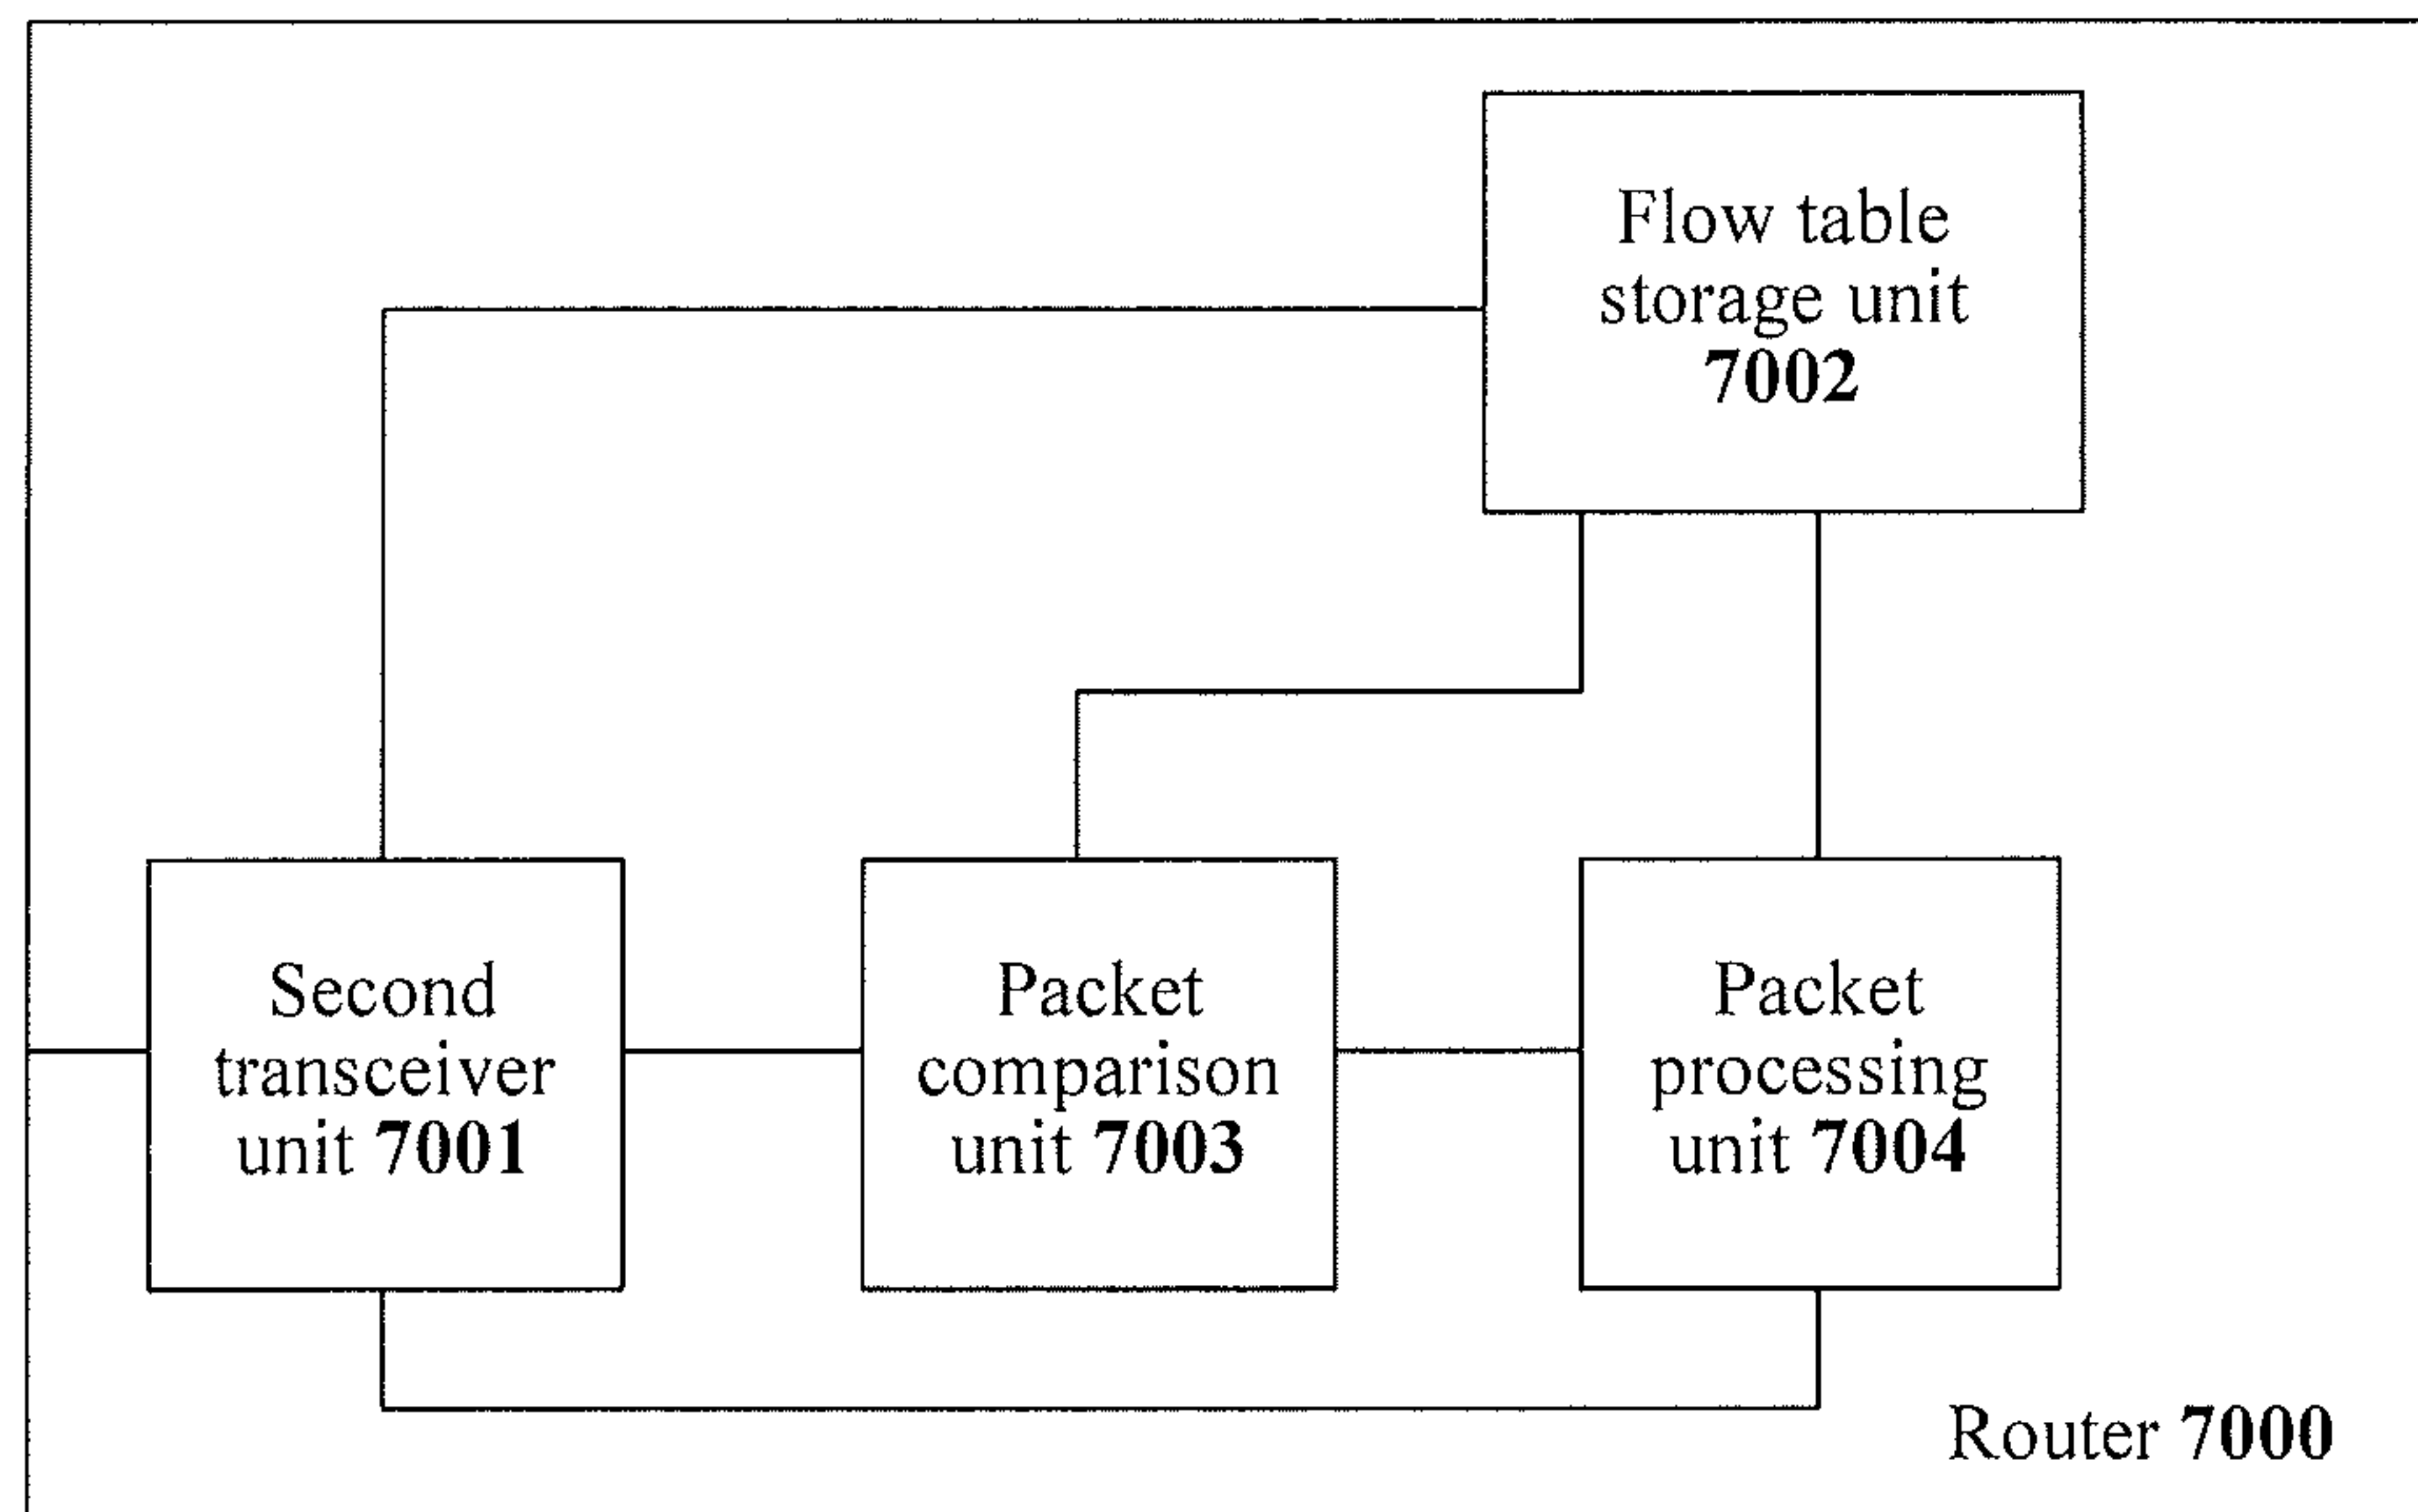 Flow table
storage unit
7002
Second
transceiver
unit 7001
Packet
comparison
unit 7003
Packet
processing
unit 7004
Router 7000